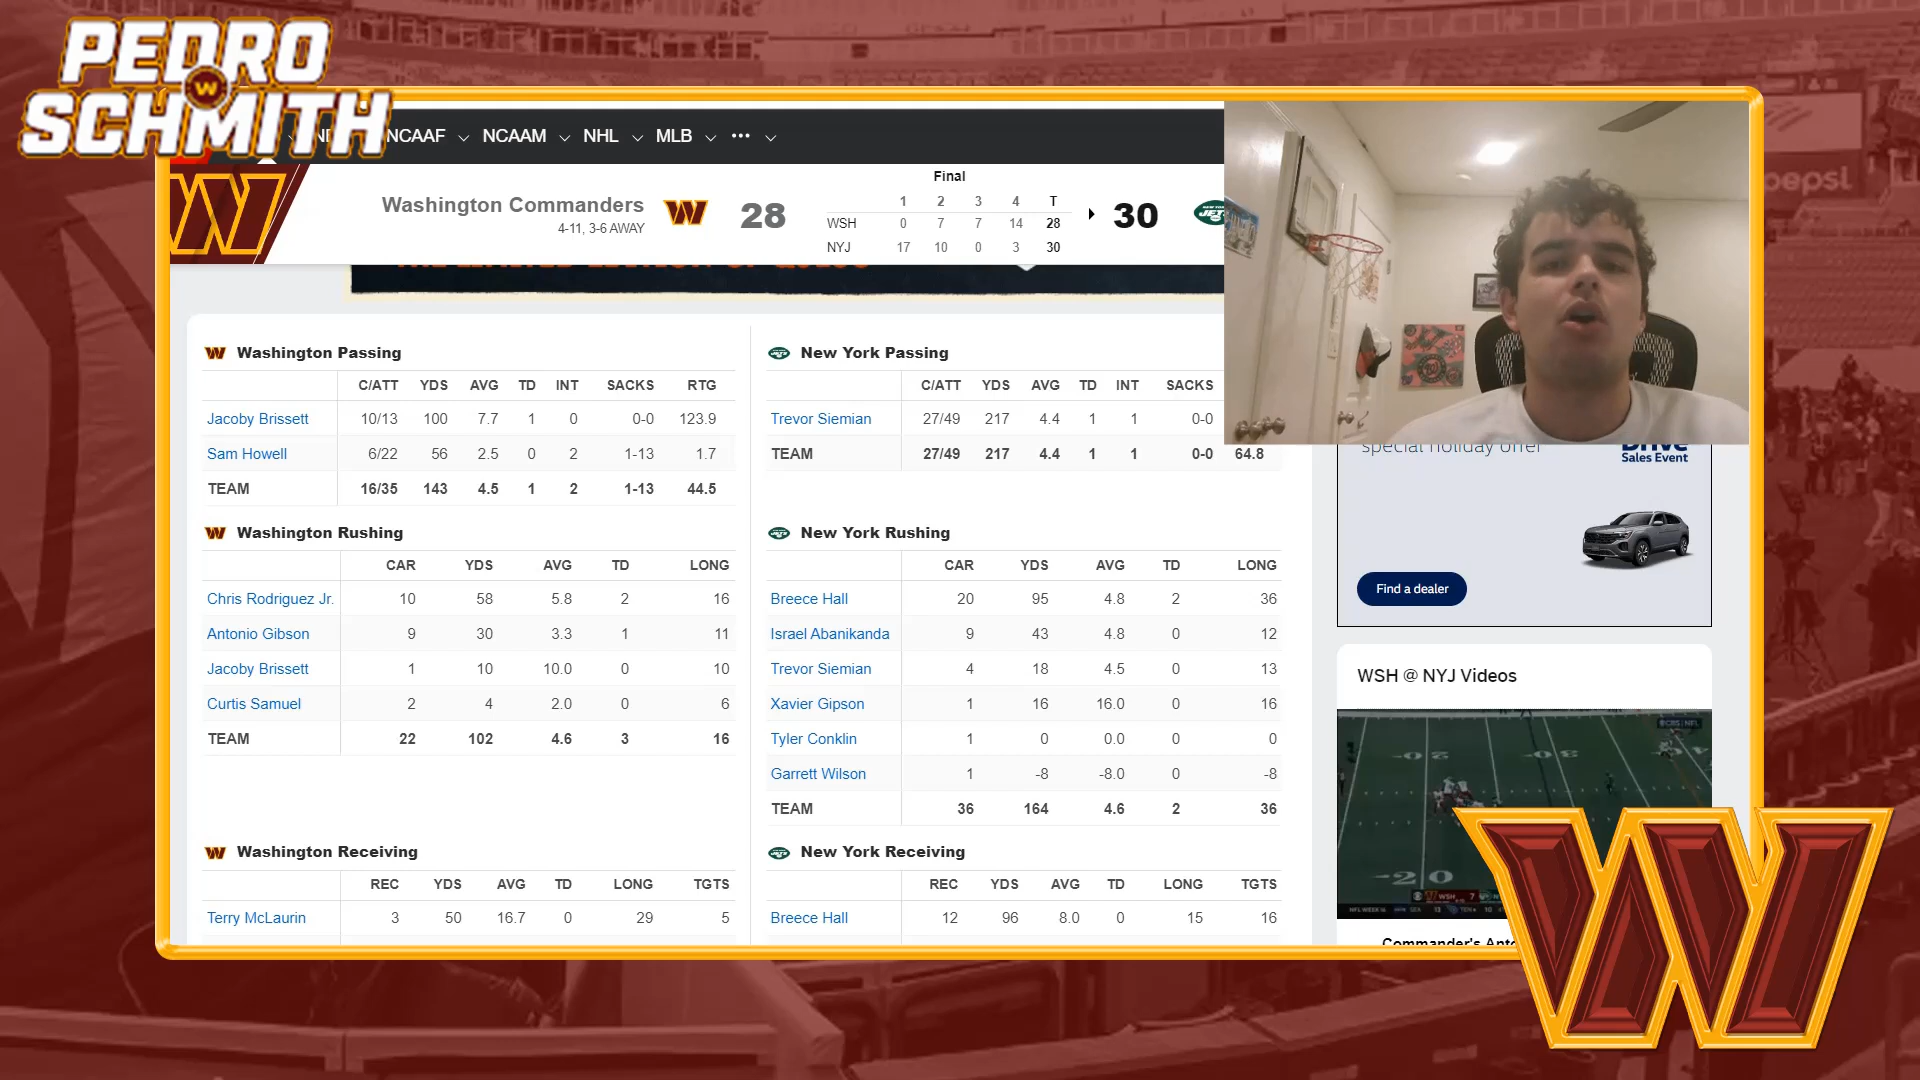 PEDRO
SCHMITH
NCAAF NCAAM NHL MLB •••
Final
Washington Commanders 28
4-11, 3-6 AWAY
1 2 3 4 T
WSH 0 7 7 14 28
NYJ 17 10 0 3 30
30
JETS
Washington Passing
C/ATT YDS AVG TD INT SACKS RTG
Jacoby Brissett 10/13 100 7.7 1 0 0-0 123.9
Sam Howell 6/22 56 2.5 0 2 1-13 1.7
TEAM 16/35 143 4.5 1 2 1-13 44.5
New York Passing
C/ATT YDS AVG TD INT SACKS
Trevor Siemian 27/49 217 4.4 1 1 0-0
TEAM 27/49 217 4.4 1 1 0-0 64.8
Washington Rushing
CAR YDS AVG TD LONG
Chris Rodriguez Jr. 10 58 5.8 2 16
Antonio Gibson 9 30 3.3 1 11
Jacoby Brissett 1 10 10.0 0 10
Curtis Samuel 2 4 2.0 0 6
TEAM 22 102 4.6 3 16
New York Rushing
CAR YDS AVG TD LONG
Breece Hall 20 95 4.8 2 36
Israel Abanikanda 9 43 4.8 0 12
Trevor Siemian 4 18 4.5 0 13
Xavier Gipson 1 16 16.0 0 16
Tyler Conklin 1 0 0.0 0 0
Garrett Wilson 1 -8 -8.0 0 -8
TEAM 36 164 4.6 2 36
Washington Receiving
REC YDS AVG TD LONG TGTS
Terry McLaurin 3 50 16.7 0 29 5
New York Receiving
REC YDS AVG TD LONG TGTS
Breece Hall 12 96 8.0 0 15 16
special holiday offer
Drive
Sales Event
Find a dealer
WSH @ NYJ Videos
WSH 7
Commander's
pepsi